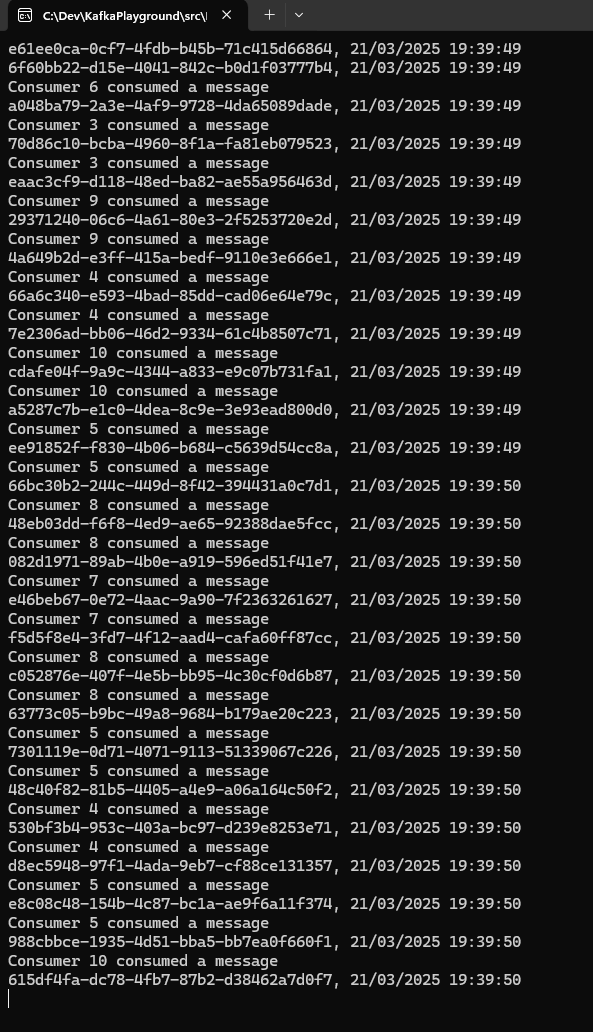 C:\Dev\KafkaPlayground\src\
e61ee0ca-0cf7-4fdb-b45b-71c415d66864, 21/03/2025 19:39:49
6f60bb22-d15e-4041-842c-b0d1f03777b4, 21/03/2025 19:39:49
Consumer 6 consumed a message
a048ba79-2a3e-4af9-9728-4da65089dade, 21/03/2025 19:39:49
Consumer 3 consumed a message
70d86c10-bcba-4960-8f1a-fa81eb079523, 21/03/2025 19:39:49
Consumer 3 consumed a message
eaac3cf9-d118-48ed-ba82-ae55a956463d, 21/03/2025 19:39:49
Consumer 9 consumed a message
29371240-06c6-4a61-80e3-2f5253720e2d, 21/03/2025 19:39:49
Consumer 9 consumed a message
4a649b2d-e3ff-415a-bedf-9110e3e666e1, 21/03/2025 19:39:49
Consumer 4 consumed a message
66a6c340-e593-4bad-85dd-cad06e64e79c, 21/03/2025 19:39:49
Consumer 4 consumed a message
7e2306ad-bb06-46d2-9334-61c4b8507c71, 21/03/2025 19:39:49
Consumer 10 consumed a message
cdafe04f-9a9c-4344-a833-e9c07b731fa1, 21/03/2025 19:39:49
Consumer 10 consumed a message
a5287c7b-e1c0-4dea-8c9e-3e93ead800d0, 21/03/2025 19:39:49
Consumer 5 consumed a message
ee91852f-f830-4b06-b684-c5639d54cc8a, 21/03/2025 19:39:49
Consumer 5 consumed a message
66bc30b2-244c-449d-8f42-394431a0c7d1, 21/03/2025 19:39:50
Consumer 8 consumed a message
48eb03dd-f6f8-4ed9-ae65-92388dae5fcc, 21/03/2025 19:39:50
Consumer 8 consumed a message
082d1971-89ab-4b0e-a919-596ed51f41e7, 21/03/2025 19:39:50
Consumer 7 consumed a message
e46beb67-0e72-4aac-9a90-7f2363261627, 21/03/2025 19:39:50
Consumer 7 consumed a message
f5d5f8e4-3fd7-4f12-aad4-cafa60ff87cc, 21/03/2025 19:39:50
Consumer 8 consumed a message
c052876e-407f-4e5b-bb95-4c30cf0d6b87, 21/03/2025 19:39:50
Consumer 8 consumed a message
63773c05-b9bc-49a8-9684-b179ae20c223, 21/03/2025 19:39:50
Consumer 5 consumed a message
7301119e-0d71-4071-9113-51339067c226, 21/03/2025 19:39:50
Consumer 5 consumed a message
48c40f82-81b5-4405-a4e9-a06a164c50f2, 21/03/2025 19:39:50
Consumer 4 consumed a message
530bf3b4-953c-403a-bc97-d239e8253e71, 21/03/2025 19:39:50
Consumer 4 consumed a message
d8ec5948-97f1-4ada-9eb7-cf88ce131357, 21/03/2025 19:39:50
Consumer 5 consumed a message
e8c08c48-154b-4c87-bc1a-ae9f6a11f374, 21/03/2025 19:39:50
Consumer 5 consumed a message
988cbbce-1935-4d51-bba5-bb7ea0f660f1, 21/03/2025 19:39:50
Consumer 10 consumed a message
615df4fa-dc78-4fb7-87b2-d38462a7d0f7, 21/03/2025 19:39:50